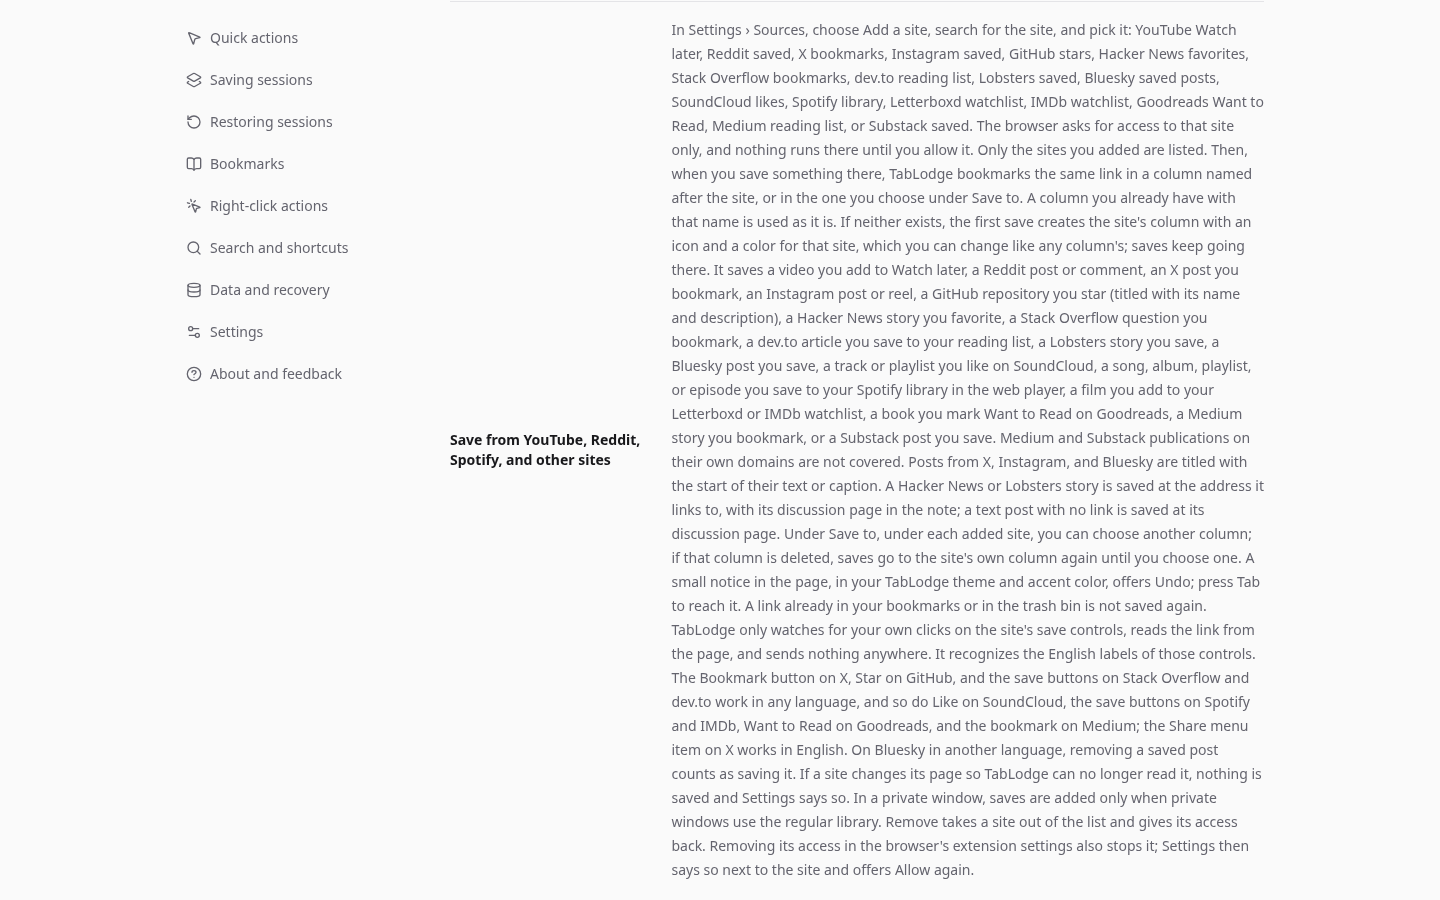 Quick actions
Saving sessions
Restoring sessions
Bookmarks
Right-click actions
Search and shortcuts
Data and recovery
Settings
About and feedback
Save from YouTube, Reddit,
Spotify, and other sites
In Settings › Sources, choose Add a site, search for the site, and pick it: YouTube Watch
later, Reddit saved, X bookmarks, Instagram saved, GitHub stars, Hacker News favorites,
Stack Overflow bookmarks, dev.to reading list, Lobsters saved, Bluesky saved posts,
SoundCloud likes, Spotify library, Letterboxd watchlist, IMDb watchlist, Goodreads Want to
Read, Medium reading list, or Substack saved. The browser asks for access to that site
only, and nothing runs there until you allow it. Only the sites you added are listed. Then,
when you save something there, TabLodge bookmarks the same link in a column named
after the site, or in the one you choose under Save to. A column you already have with
that name is used as it is. If neither exists, the first save creates the site's column with an
icon and a color for that site, which you can change like any column's; saves keep going
there. It saves a video you add to Watch later, a Reddit post or comment, an X post you
bookmark, an Instagram post or reel, a GitHub repository you star (titled with its name
and description), a Hacker News story you favorite, a Stack Overflow question you
bookmark, a dev.to article you save to your reading list, a Lobsters story you save, a
Bluesky post you save, a track or playlist you like on SoundCloud, a song, album, playlist,
or episode you save to your Spotify library in the web player, a film you add to your
Letterboxd or IMDb watchlist, a book you mark Want to Read on Goodreads, a Medium
story you bookmark, or a Substack post you save. Medium and Substack publications on
their own domains are not covered. Posts from X, Instagram, and Bluesky are titled with
the start of their text or caption. A Hacker News or Lobsters story is saved at the address it
links to, with its discussion page in the note; a text post with no link is saved at its
discussion page. Under Save to, under each added site, you can choose another column;
if that column is deleted, saves go to the site's own column again until you choose one. A
small notice in the page, in your TabLodge theme and accent color, offers Undo; press Tab
to reach it. A link already in your bookmarks or in the trash bin is not saved again.
TabLodge only watches for your own clicks on the site's save controls, reads the link from
the page, and sends nothing anywhere. It recognizes the English labels of those controls.
The Bookmark button on X, Star on GitHub, and the save buttons on Stack Overflow and
dev.to work in any language, and so do Like on SoundCloud, the save buttons on Spotify
and IMDb, Want to Read on Goodreads, and the bookmark on Medium; the Share menu
item on X works in English. On Bluesky in another language, removing a saved post
counts as saving it. If a site changes its page so TabLodge can no longer read it, nothing is
saved and Settings says so. In a private window, saves are added only when private
windows use the regular library. Remove takes a site out of the list and gives its access
back. Removing its access in the browser's extension settings also stops it; Settings then
says so next to the site and offers Allow again.